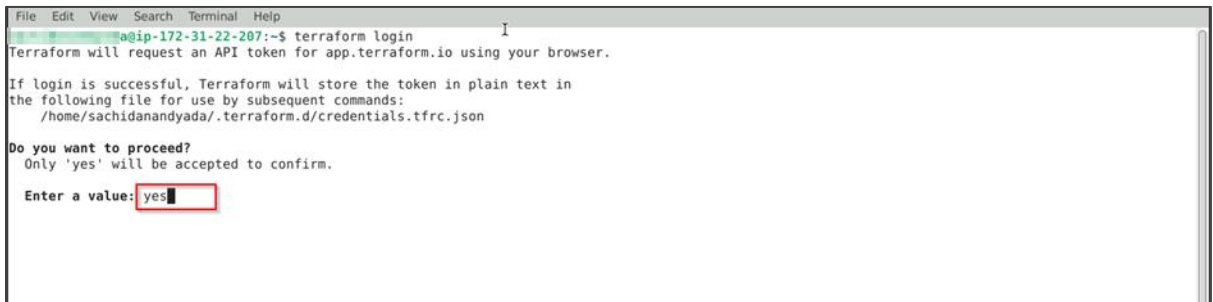 File Edit View Search Terminal Help
a@ip-172-31-22-207:~$ terraform login
Terraform will request an API token for app.terraform.io using your browser.
If login is successful, Terraform will store the token in plain text in
the following file for use by subsequent commands:
/home/sachidanandyada/.terraform.d/credentials.tfrc.json
Do you want to proceed?
Only 'yes' will be accepted to confirm.
Enter a value: yes